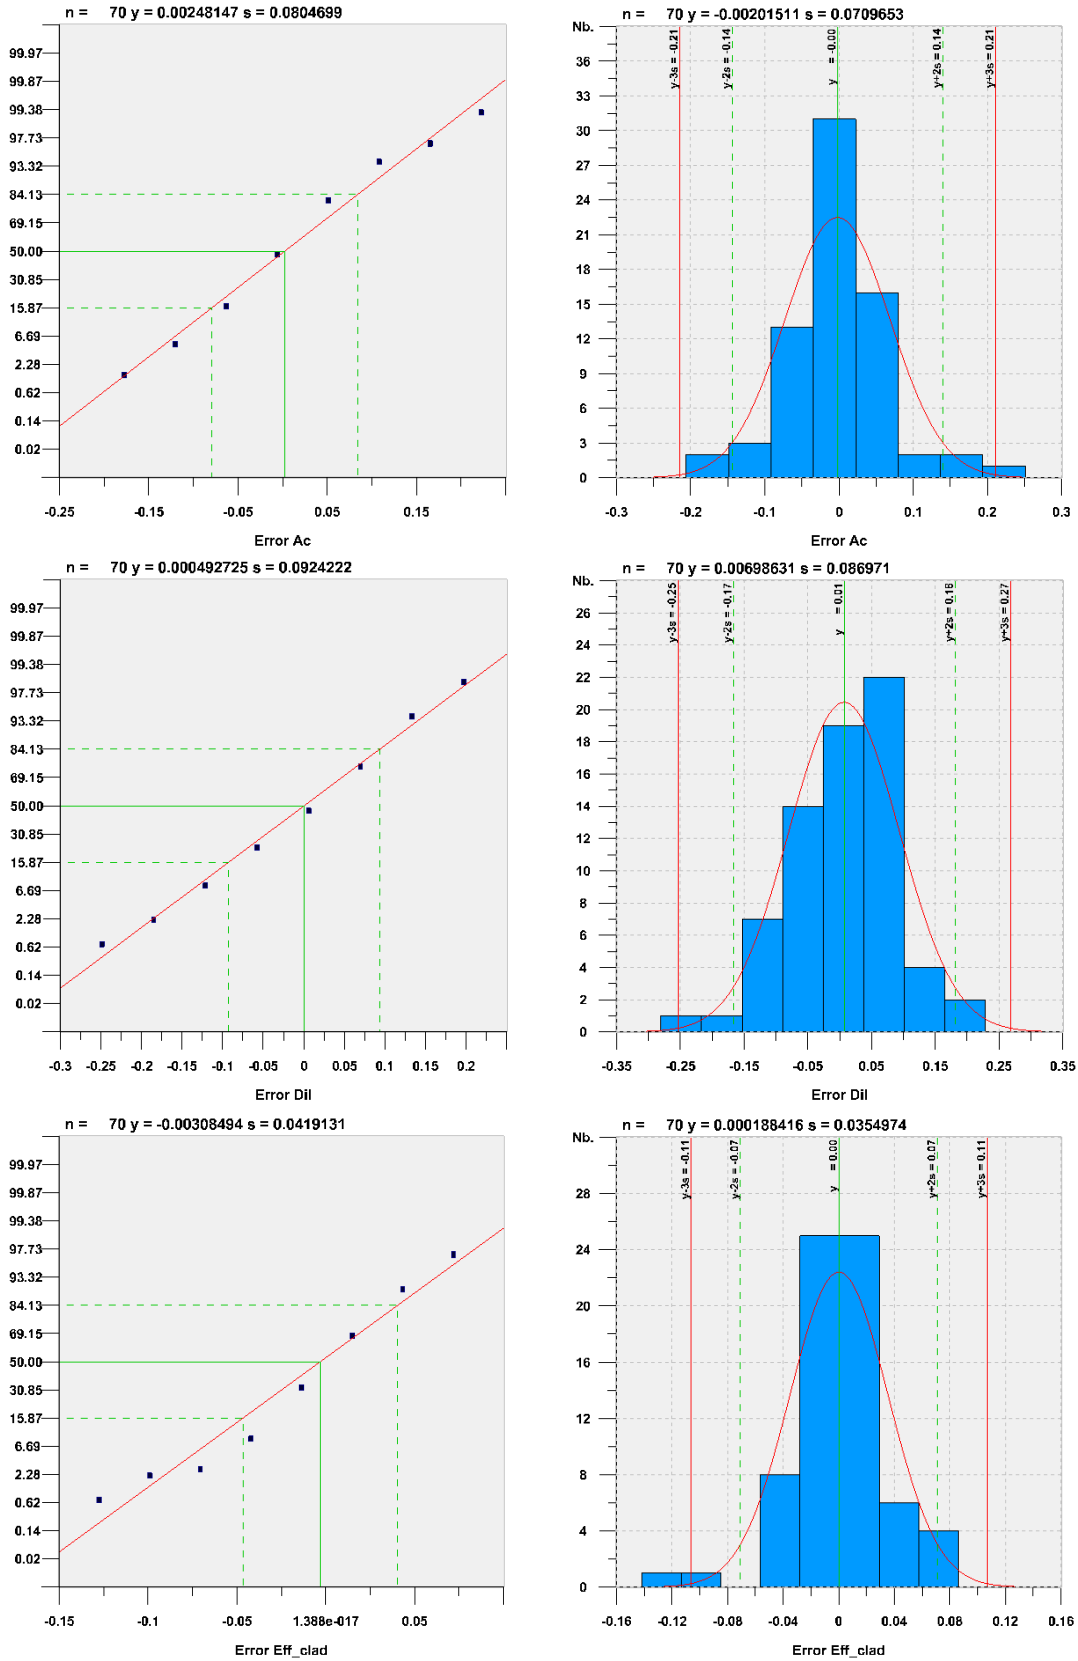 n =      70 y = 0.00248147 s = 0.0804699
99.97
99.87
99.38
97.73
93.32
84.13
69.15
50.00
30.85
15.87
6.69
2.28
0.62
0.14
0.02
-0.25 -0.15 -0.05 0.05 0.15
Error Ac
n =      70 y = -0.00201511 s = 0.0709653
Nb.
y-3s = -0.21
y-2s = -0.14
y    = -0.00
y+2s = 0.14
y+3s = 0.21
36
33
30
27
24
21
18
15
12
9
6
3
0
-0.3 -0.2 -0.1 0 0.1 0.2 0.3
Error Ac
n =      70 y = 0.000492725 s = 0.0924222
99.97
99.87
99.38
97.73
93.32
84.13
69.15
50.00
30.85
15.87
6.69
2.28
0.62
0.14
0.02
-0.3 -0.25 -0.2 -0.15 -0.1 -0.05 0 0.05 0.1 0.15 0.2
Error Dil
n =      70 y = 0.00698631 s = 0.086971
Nb.
y-3s = -0.25
y-2s = -0.17
y    = 0.01
y+2s = 0.18
y+3s = 0.27
26
24
22
20
18
16
14
12
10
8
6
4
2
0
-0.35 -0.25 -0.15 -0.05 0.05 0.15 0.25 0.35
Error Dil
n =      70 y = -0.00308494 s = 0.0419131
99.97
99.87
99.38
97.73
93.32
84.13
69.15
50.00
30.85
15.87
6.69
2.28
0.62
0.14
0.02
-0.15 -0.1 -0.05 1.388e-017 0.05
Error Eff_clad
n =      70 y = 0.000188416 s = 0.0354974
Nb.
y-3s = -0.11
y-2s = -0.07
y    = 0.00
y+2s = 0.07
y+3s = 0.11
28
24
20
16
12
8
4
0
-0.16 -0.12 -0.08 -0.04 0 0.04 0.08 0.12 0.16
Error Eff_clad